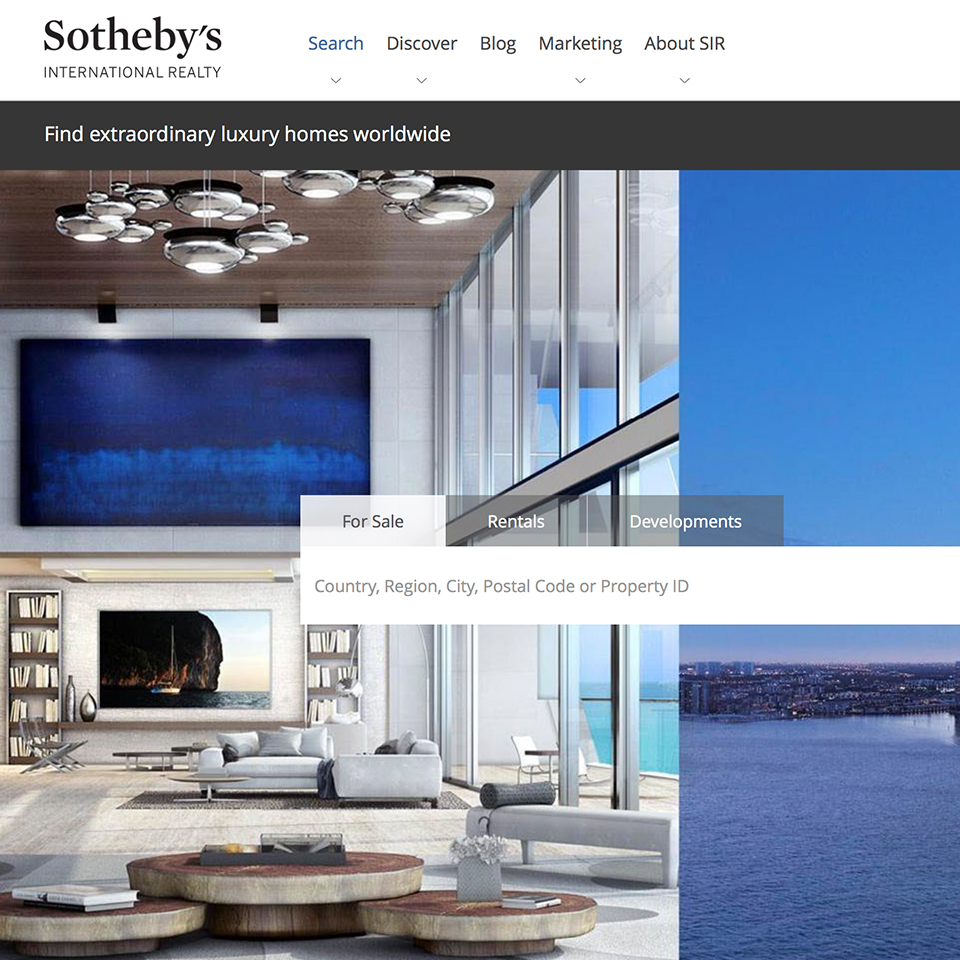 Sotheby's
INTERNATIONAL REALTY
Search
Discover
Blog
Marketing
About SIR
Find extraordinary luxury homes worldwide
For Sale
Rentals
Developments
Country, Region, City, Postal Code or Property ID